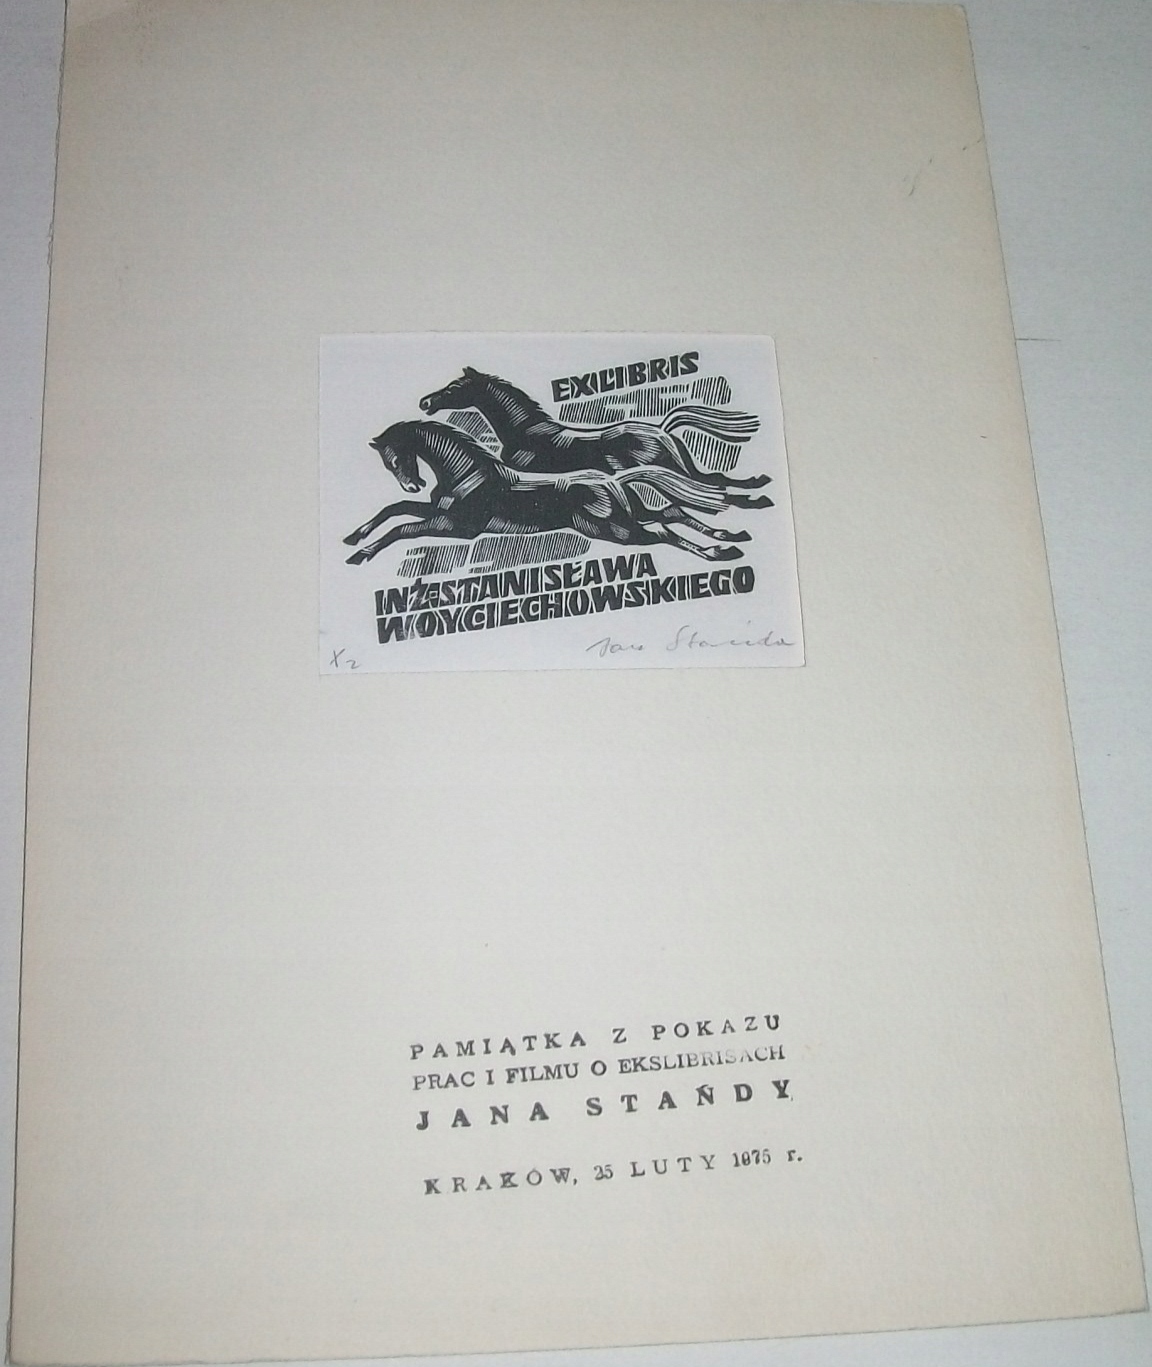 EXLIBRIS
INŻ. STANISŁAWA
WOYCIECHOWSKIEGO
X2
Jan Stańda
PAMIĄTKA Z POKAZU
PRAC I FILMU O EKSLIBRISACH
JANA STAŃDY
KRAKÓW, 25 LUTY 1975 r.